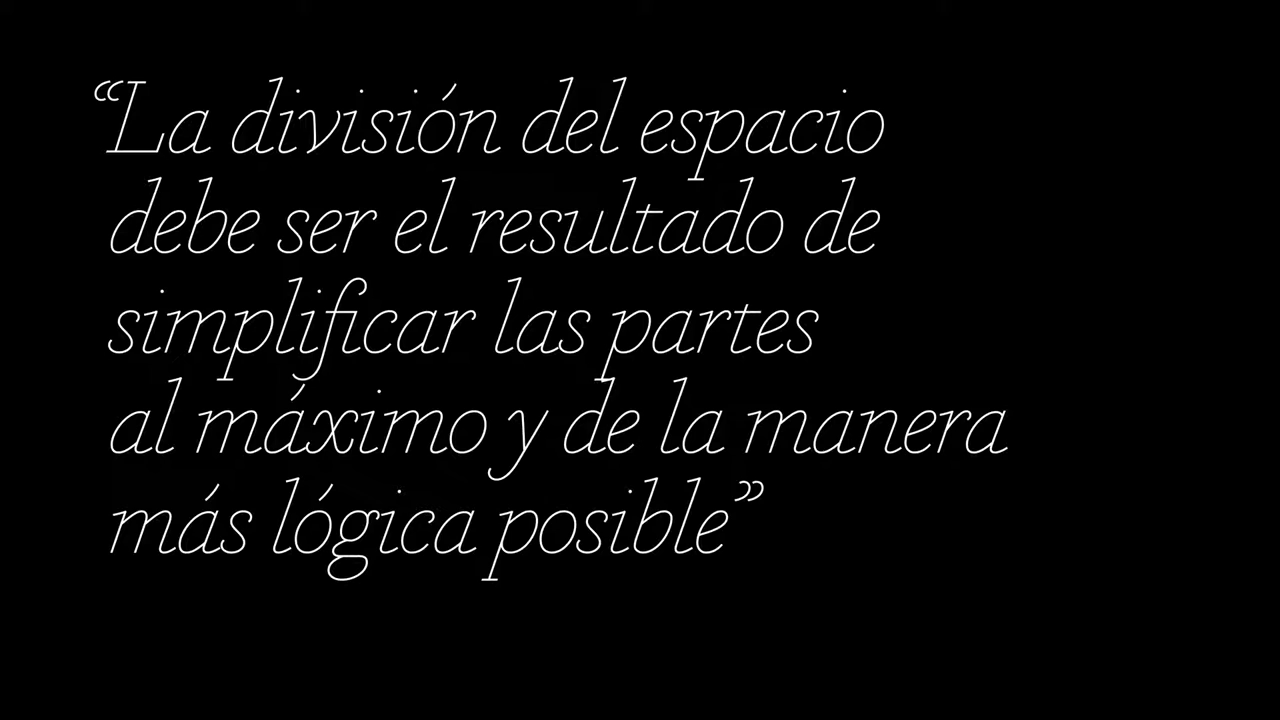 “La división del espacio
debe ser el resultado de
simplificar las partes
al máximo y de la manera
más lógica posible”